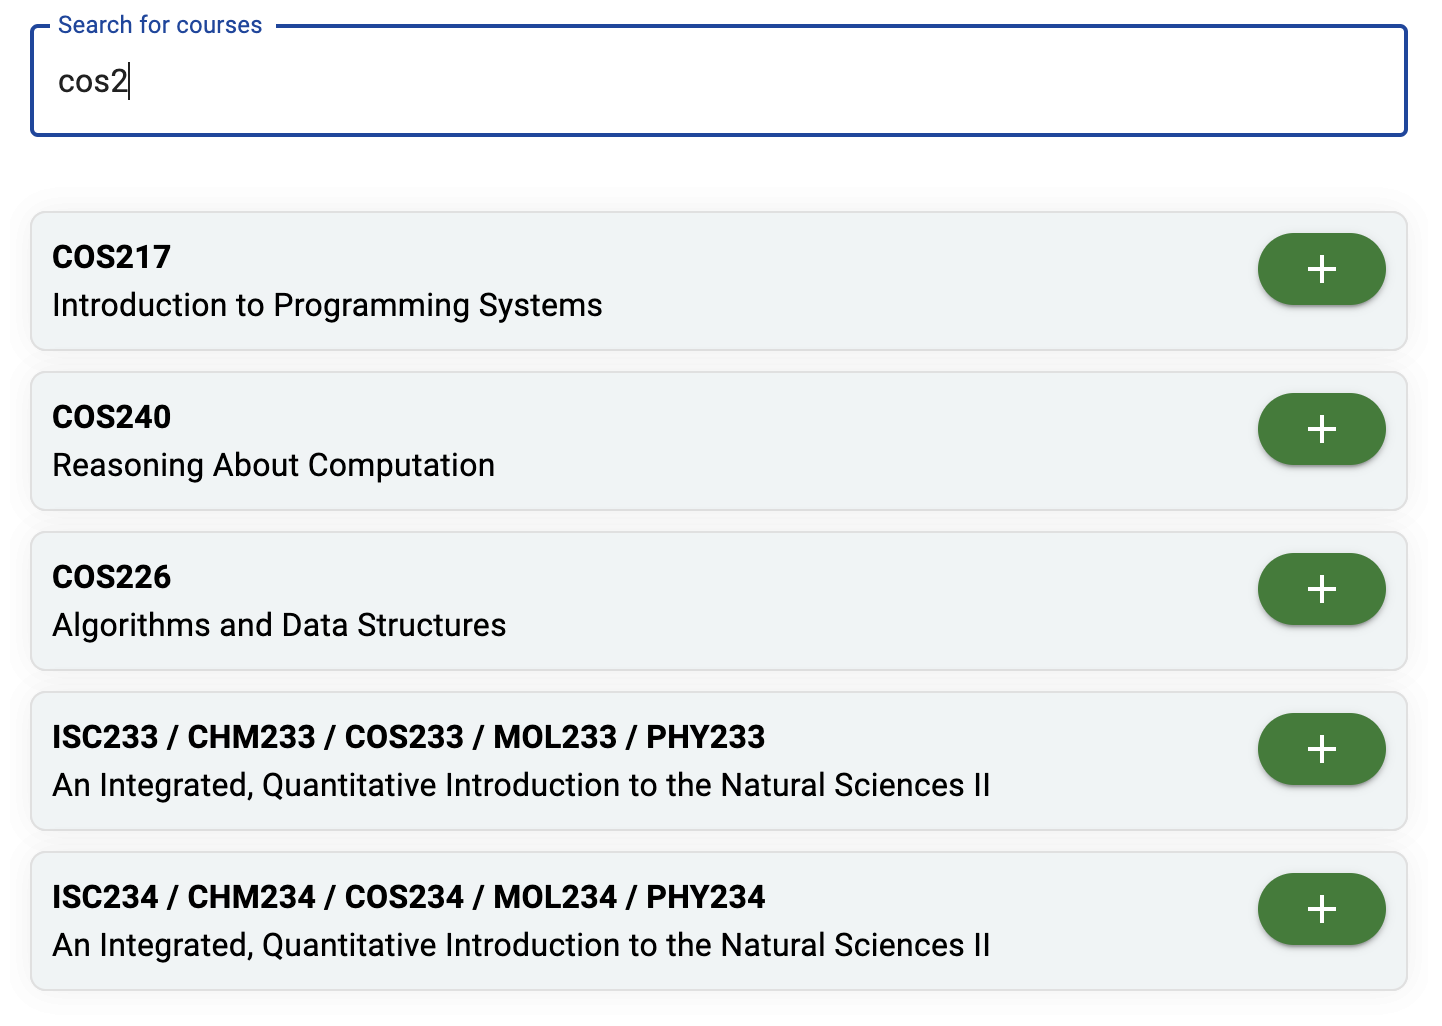 Search for courses
cos2
COS217
Introduction to Programming Systems
COS240
Reasoning About Computation
COS226
Algorithms and Data Structures
ISC233 / CHM233 / COS233 / MOL233 / PHY233
An Integrated, Quantitative Introduction to the Natural Sciences II
ISC234 / CHM234 / COS234 / MOL234 / PHY234
An Integrated, Quantitative Introduction to the Natural Sciences II